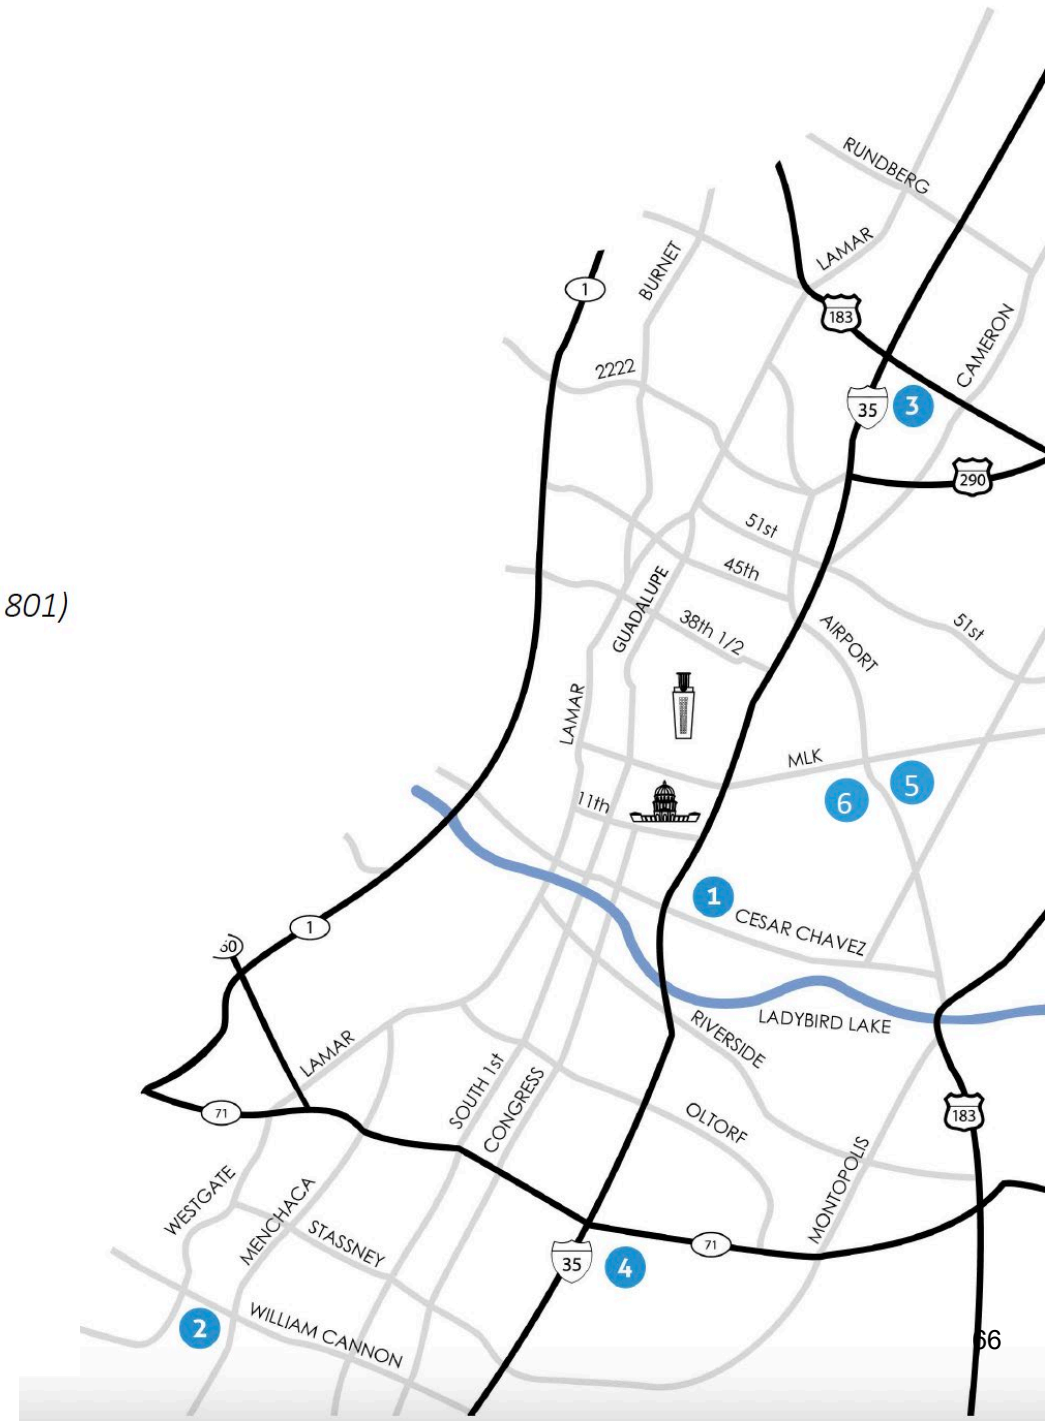 RUNDBERG
LAMAR
BURNET
1
183
CAMERON
2222
35
3
290
51st
45th
801)
GUADALUPE
38th 1/2
AIRPORT
51st
LAMAR
MLK
5
6
11th
1
CESAR CHAVEZ
1
LADYBIRD LAKE
RIVERSIDE
LAMAR
SOUTH 1st
CONGRESS
71
OLTORF
183
MONTOPOLIS
WESTGATE
MENCHACA
STASSNEY
71
35
4
2
WILLIAM CANNON
66